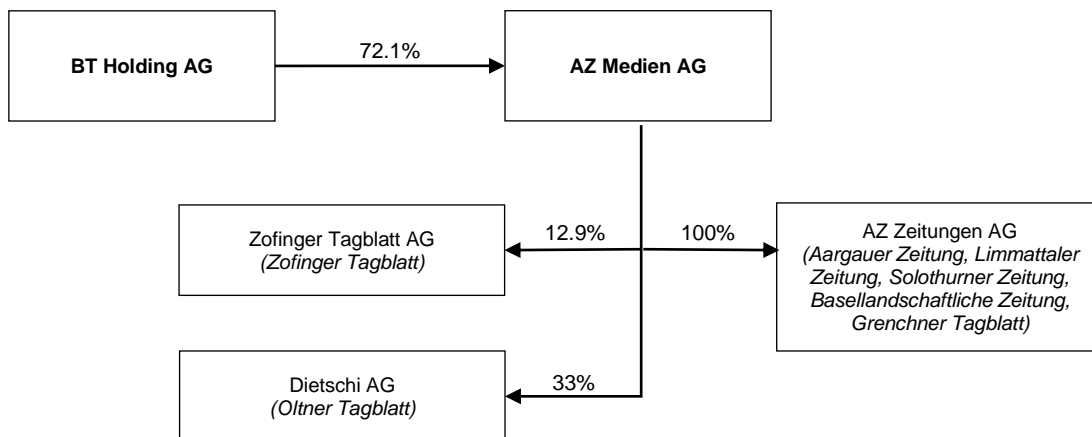 72.1%
BT Holding AG
AZ Medien AG
Zofinger Tagblatt AG
(Zofinger Tagblatt)
12.9%
100%
AZ Zeitungen AG
(Aargauer Zeitung, Limmattaler
Zeitung, Solothurner Zeitung,
Basellandschaftliche Zeitung,
Grenchner Tagblatt)
Dietschi AG
(Oltner Tagblatt)
33%